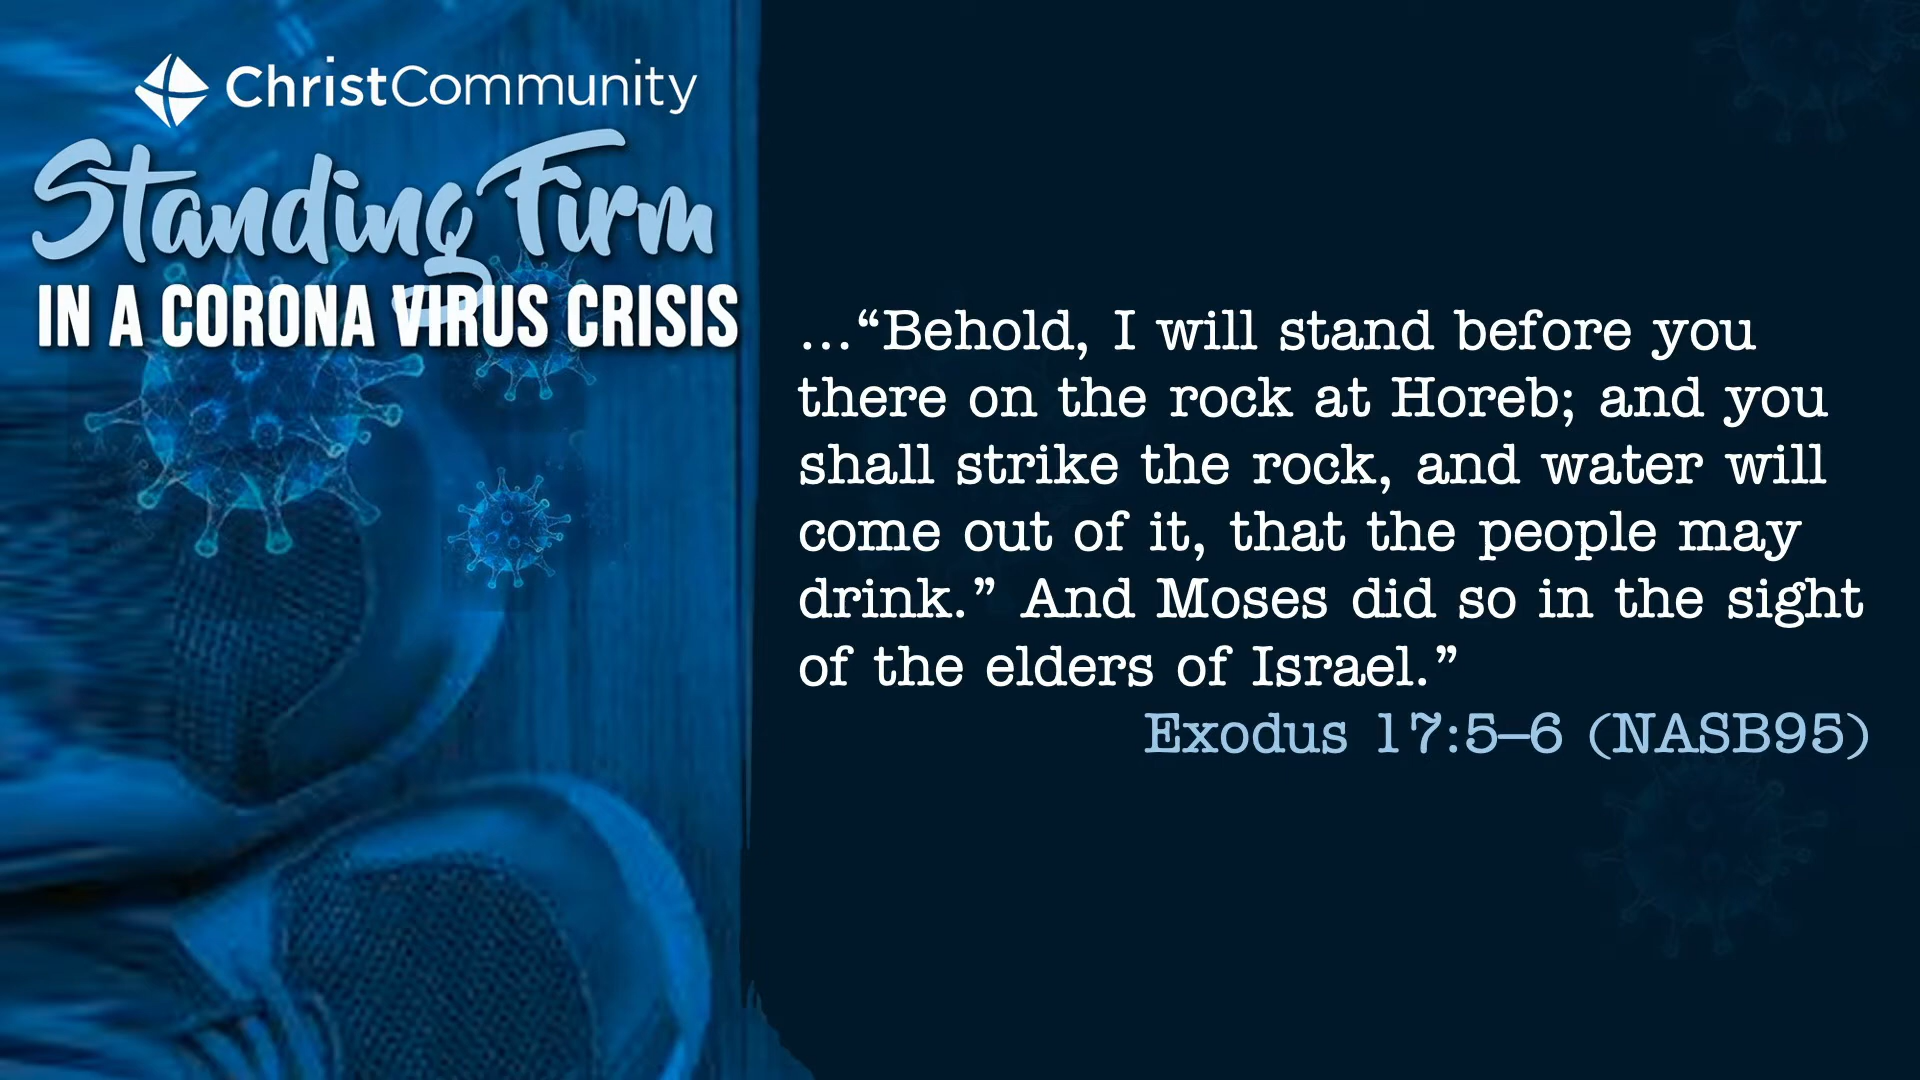 ChristCommunity
Standing Firm
IN A CORONA VIRUS CRISIS
…“Behold, I will stand before you
there on the rock at Horeb; and you
shall strike the rock, and water will
come out of it, that the people may
drink.” And Moses did so in the sight
of the elders of Israel.”
Exodus 17:5–6 (NASB95)